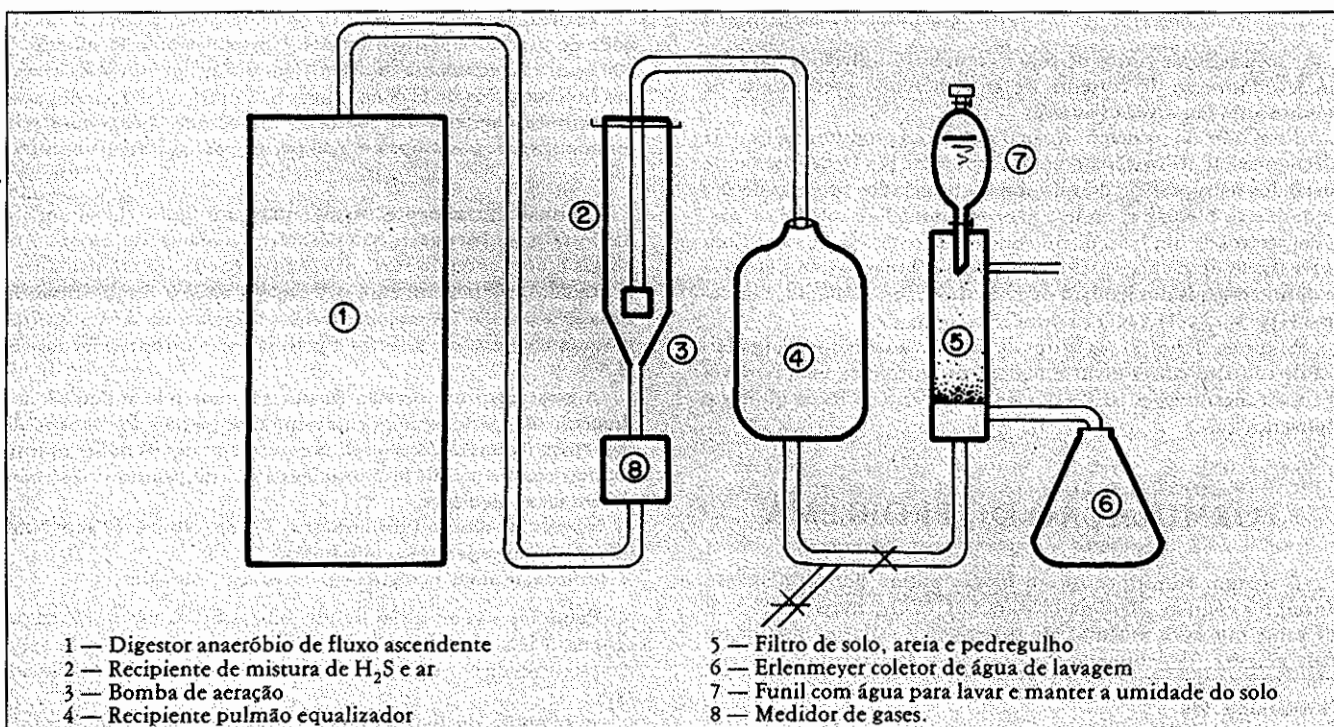 1
2
3
4
5
6
7
8
1 — Digestor anaeróbio de fluxo ascendente
2 — Recipiente de mistura de H₂S e ar
3 — Bomba de aeração
4 — Recipiente pulmão equalizador
5 — Filtro de solo, areia e pedregulho
6 — Erlenmeyer coletor de água de lavagem
7 — Funil com água para lavar e manter a umidade do solo
8 — Medidor de gases.